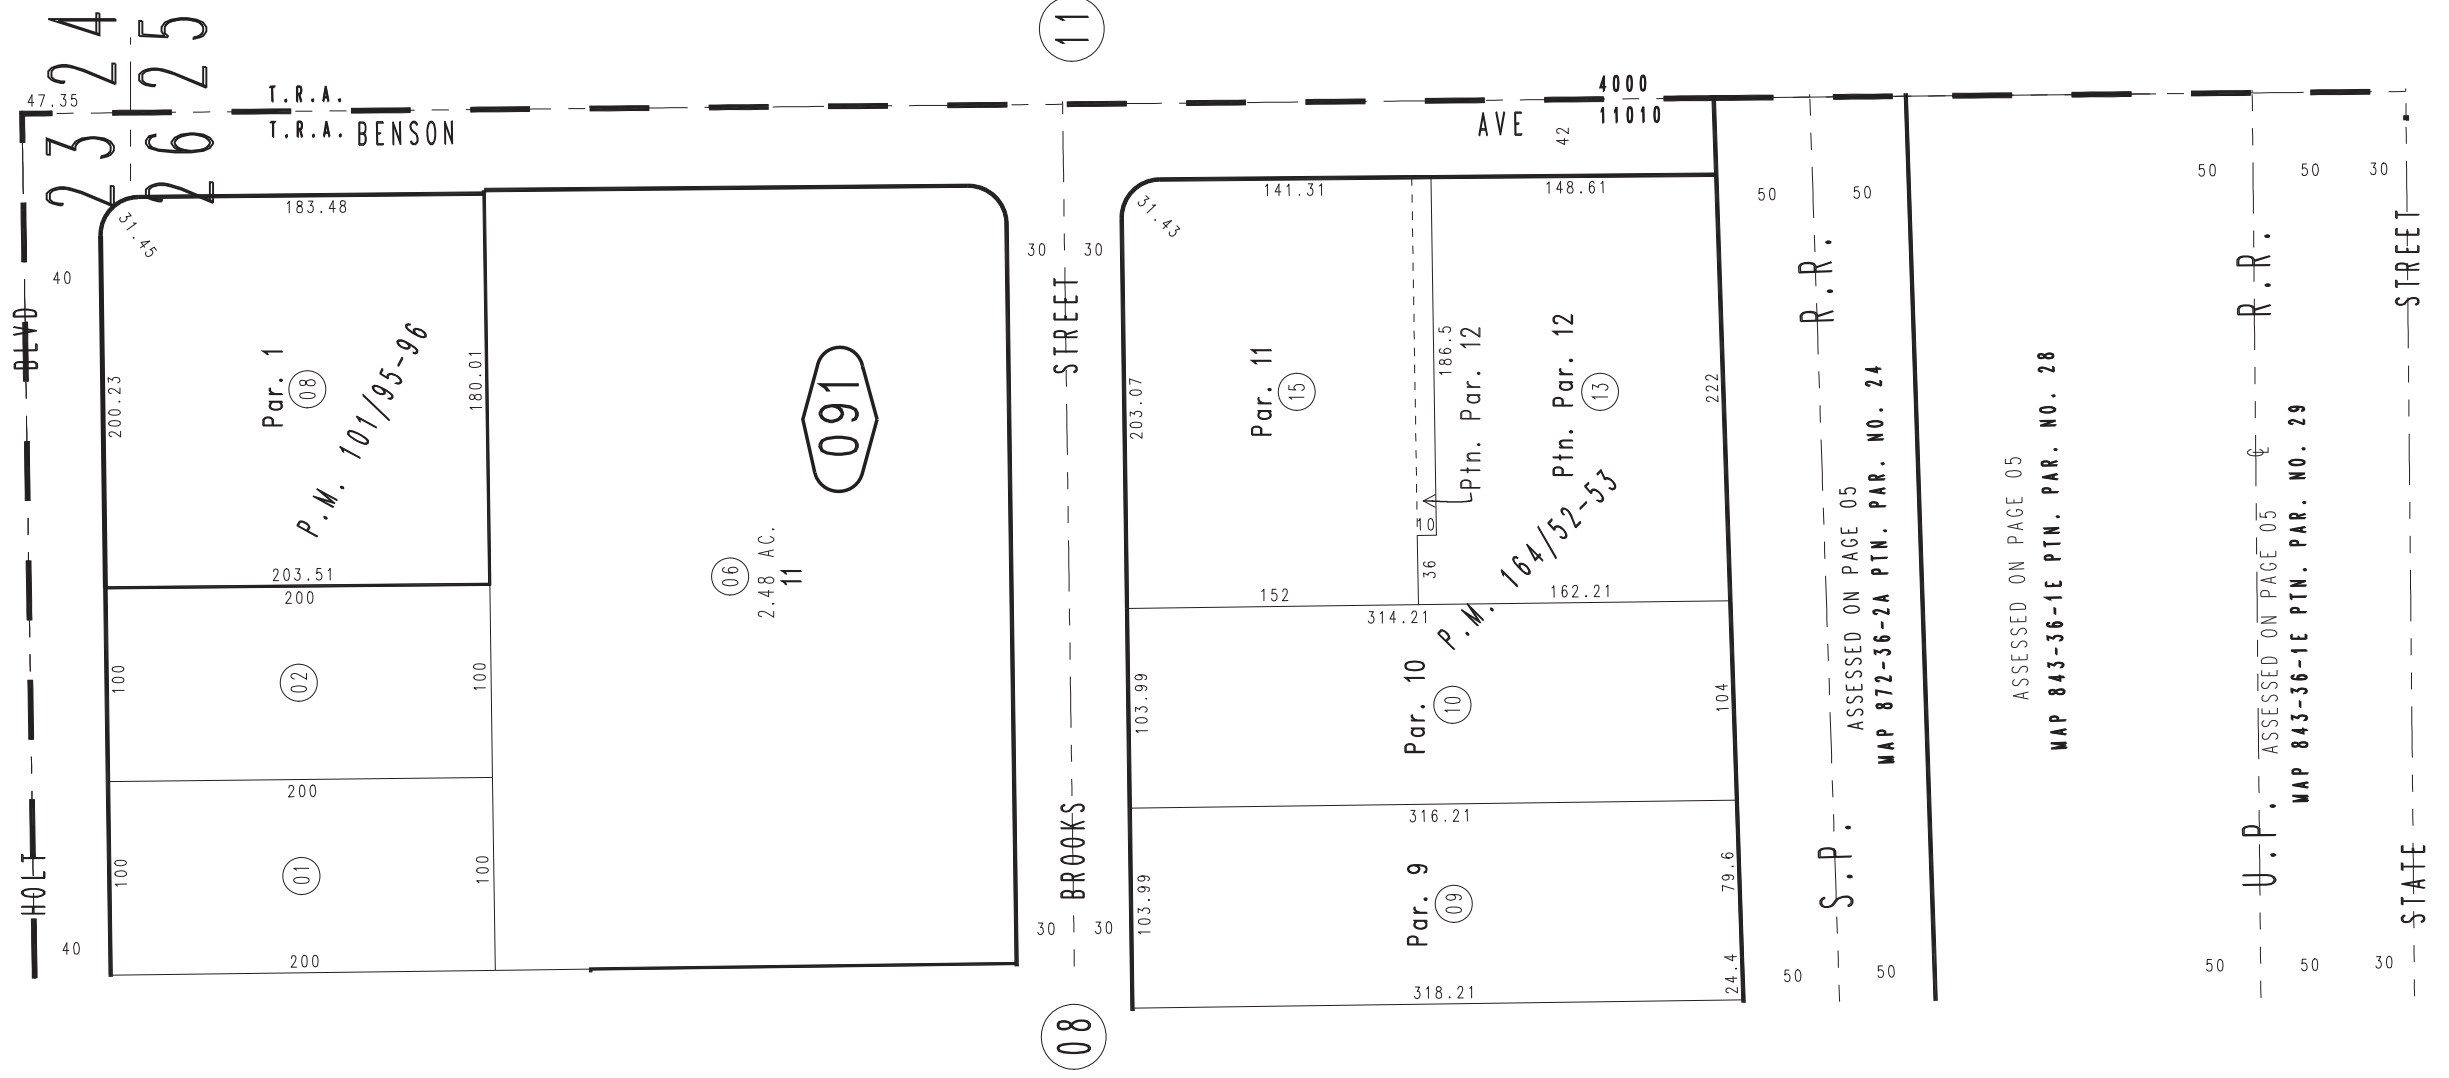 23 24
26 25
11
47.35
T.R.A. 4000
T.R.A. 11010
BENSON AVE
42
HOLT BLVD
40
40
31.45
183.48
200.23
Par. 1
08
P.M. 101/95-96
180.01
203.51
200
100
02
100
200
100
01
100
200
091
06
2.48 AC.
11
BROOKS STREET
30 30
30 30
08
31.43
141.31
148.61
203.07
Par. 11
15
186.5
Ptn. Par. 12
Ptn. Par. 12
13
222
10
36
152
162.21
P.M. 164/52-53
314.21
103.99
Par. 10
10
104
316.21
103.99
Par. 9
09
79.6
24.4
318.21
50 50
S.P. R.R.
ASSESSED ON PAGE 05
MAP 872-36-2A PTN. PAR. NO. 24
50 50
ASSESSED ON PAGE 05
MAP 843-36-1E PTN. PAR. NO. 28
50 50 30
U.P. R.R.
℄
ASSESSED ON PAGE 05
MAP 843-36-1E PTN. PAR. NO. 29
STATE STREET
50 50 30